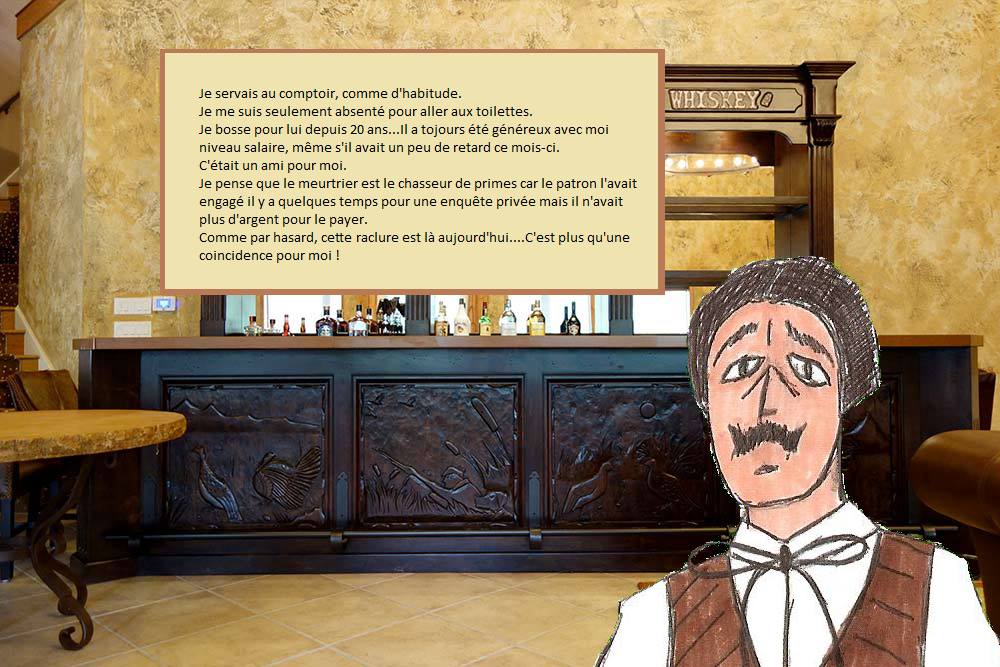 WHISKEY
Je servais au comptoir, comme d'habitude.
Je me suis seulement absenté pour aller aux toilettes.
Je bosse pour lui depuis 20 ans...Il a tojours été généreux avec moi
niveau salaire, même s'il avait un peu de retard ce mois-ci.
C'était un ami pour moi.
Je pense que le meurtrier est le chasseur de primes car le patron l'avait
engagé il y a quelques temps pour une enquête privée mais il n'avait
plus d'argent pour le payer.
Comme par hasard, cette raclure est là aujourd'hui....C'est plus qu'une
coincidence pour moi !